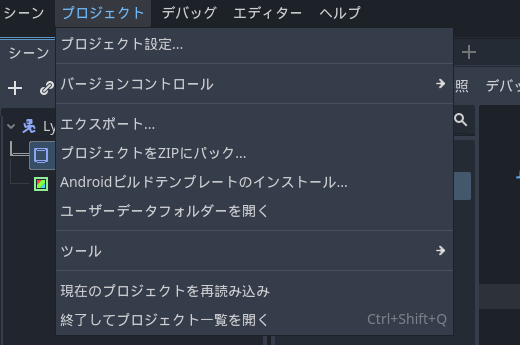 シーン プロジェクト デバッグ エディター ヘルプ
シーン
プロジェクト設定...
バージョンコントロール
照 デバッ
エクスポート...
Ly
プロジェクトをZIPにパック...
Androidビルドテンプレートのインストール...
ユーザーデータフォルダーを開く
ツール
現在のプロジェクトを再読み込み
終了してプロジェクト一覧を開く Ctrl+Shift+Q